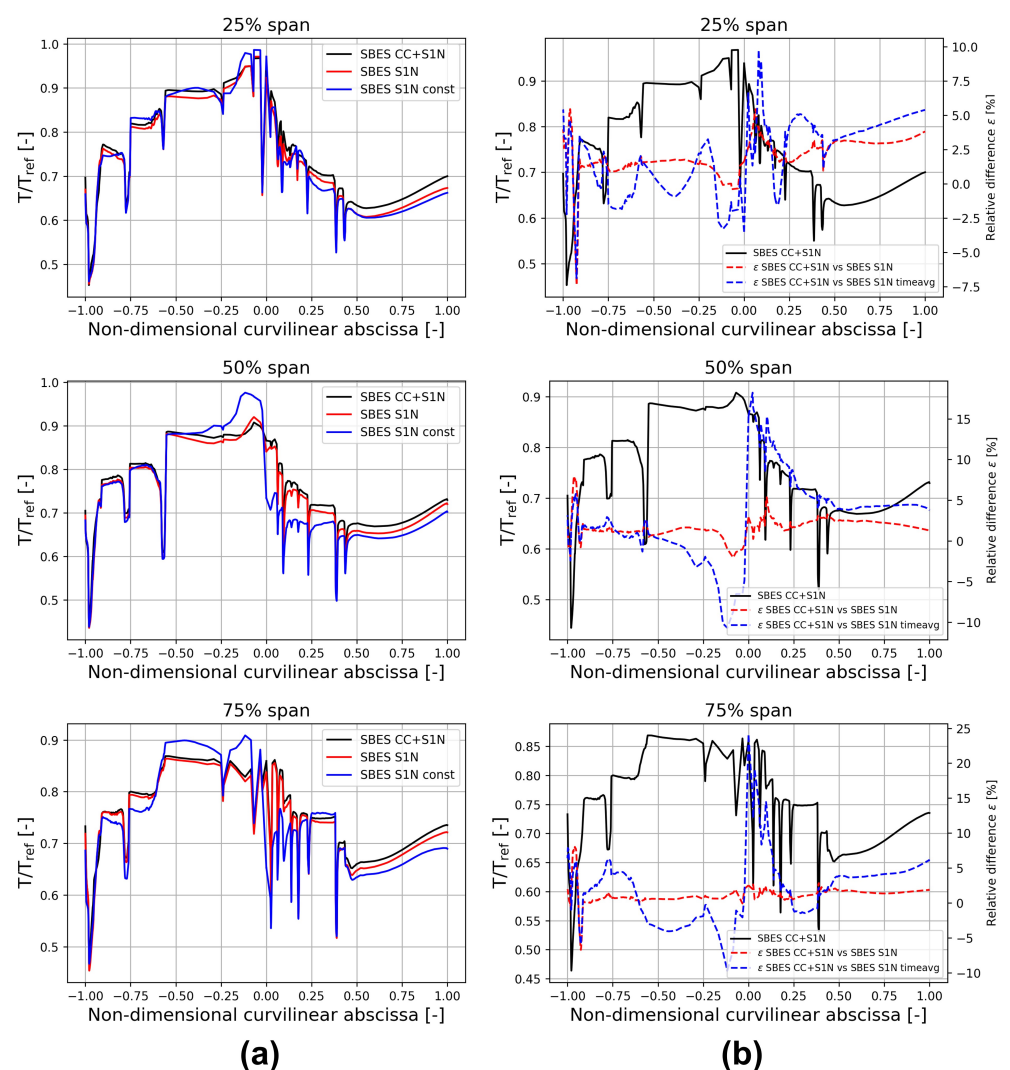 25% span
T/T_ref [-]
1.0
0.9
0.8
0.7
0.6
0.5
SBES CC+S1N
SBES S1N
SBES S1N const
−1.00 −0.75 −0.50 −0.25 0.00 0.25 0.50 0.75 1.00
Non-dimensional curvilinear abscissa [-]
25% span
T/T_ref [-]
0.9
0.8
0.7
0.6
0.5
10.0
7.5
5.0
2.5
0.0
−2.5
−5.0
−7.5
Relative difference ε [%]
SBES CC+S1N
ε SBES CC+S1N vs SBES S1N
ε SBES CC+S1N vs SBES S1N timeavg
−1.00 −0.75 −0.50 −0.25 0.00 0.25 0.50 0.75 1.00
Non-dimensional curvilinear abscissa [-]
50% span
T/T_ref [-]
1.0
0.9
0.8
0.7
0.6
0.5
SBES CC+S1N
SBES S1N
SBES S1N const
−1.00 −0.75 −0.50 −0.25 0.00 0.25 0.50 0.75 1.00
Non-dimensional curvilinear abscissa [-]
50% span
T/T_ref [-]
0.9
0.8
0.7
0.6
0.5
15
10
5
0
−5
−10
Relative difference ε [%]
SBES CC+S1N
ε SBES CC+S1N vs SBES S1N
ε SBES CC+S1N vs SBES S1N timeavg
−1.00 −0.75 −0.50 −0.25 0.00 0.25 0.50 0.75 1.00
Non-dimensional curvilinear abscissa [-]
75% span
T/T_ref [-]
0.9
0.8
0.7
0.6
0.5
SBES CC+S1N
SBES S1N
SBES S1N const
−1.00 −0.75 −0.50 −0.25 0.00 0.25 0.50 0.75 1.00
Non-dimensional curvilinear abscissa [-]
75% span
T/T_ref [-]
0.85
0.80
0.75
0.70
0.65
0.60
0.55
0.50
0.45
25
20
15
10
5
0
−5
−10
Relative difference ε [%]
SBES CC+S1N
ε SBES CC+S1N vs SBES S1N
ε SBES CC+S1N vs SBES S1N timeavg
−1.00 −0.75 −0.50 −0.25 0.00 0.25 0.50 0.75 1.00
Non-dimensional curvilinear abscissa [-]
(a)
(b)